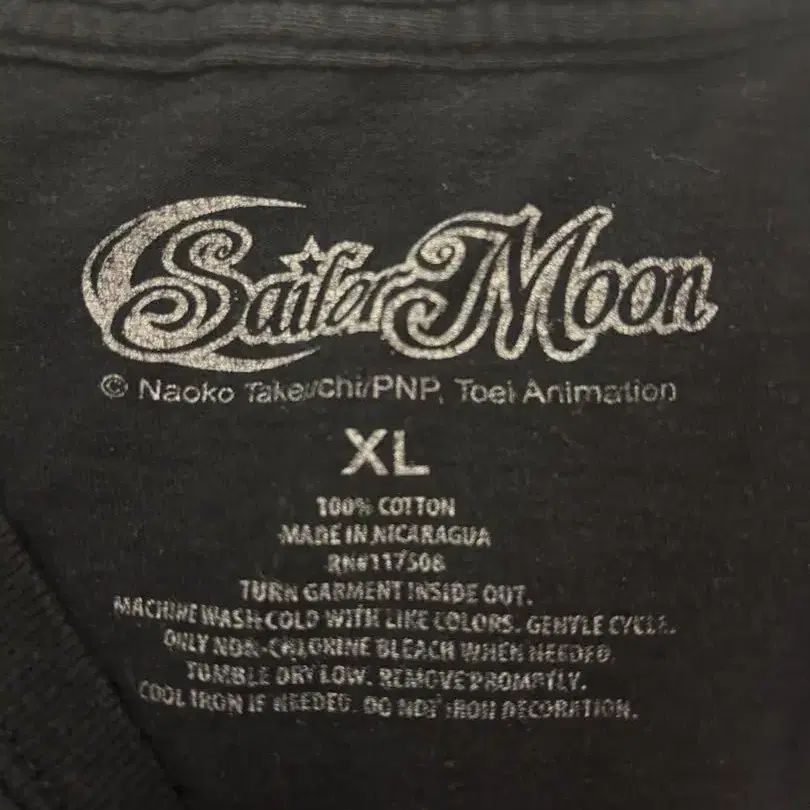 Sailor Moon
© Naoko Takeuchi/PNP, Toei Animation
XL
100% COTTON
MADE IN NICARAGUA
RN#117508
TURN GARMENT INSIDE OUT.
MACHINE WASH COLD WITH LIKE COLORS. GENTLE CYCLE.
ONLY NON-CHLORINE BLEACH WHEN NEEDED.
TUMBLE DRY LOW. REMOVE PROMPTLY.
COOL IRON IF NEEDED. DO NOT IRON DECORATION.